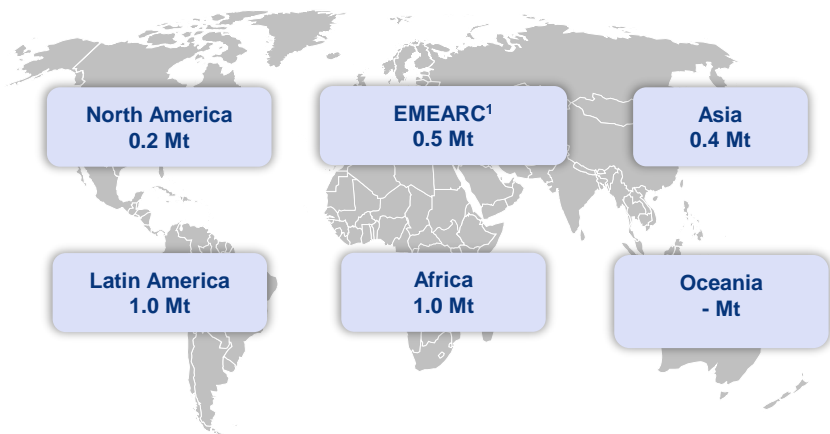 North America
0.2 Mt
EMEARC¹
0.5 Mt
Asia
0.4 Mt
Latin America
1.0 Mt
Africa
1.0 Mt
Oceania
- Mt